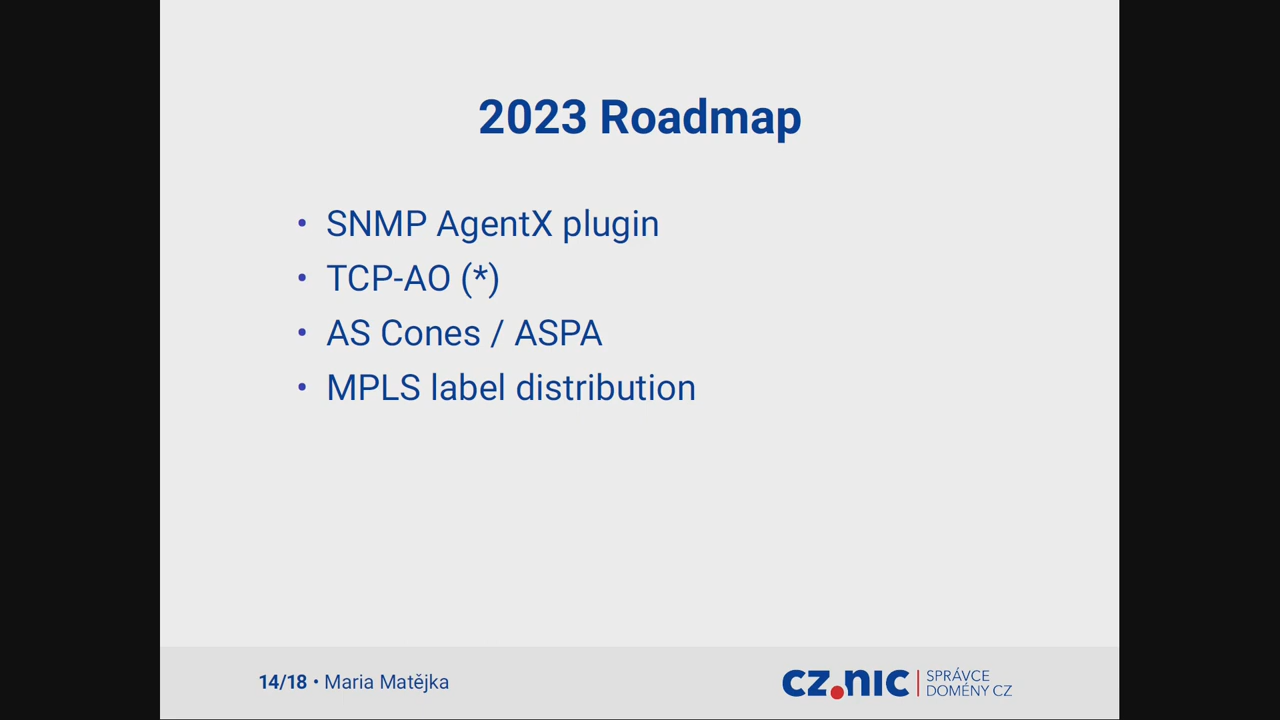 2023 Roadmap
• SNMP AgentX plugin
• TCP-AO (*)
• AS Cones / ASPA
• MPLS label distribution
14/18 • Maria Matějka
cz.nic | SPRÁVCE
DOMÉNY CZ